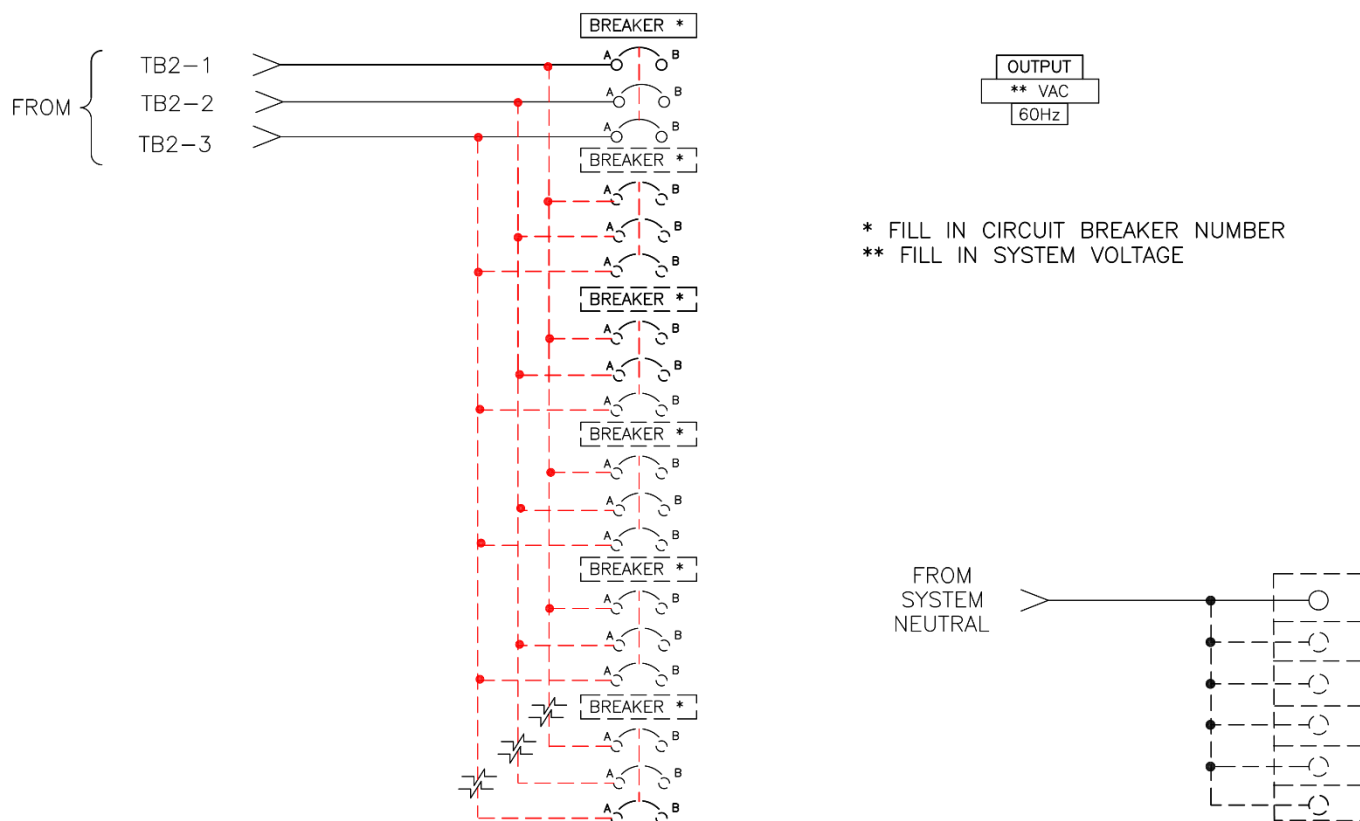 BREAKER *
FROM
TB2-1
A B
TB2-2
A B
TB2-3
A B
OUTPUT
** VAC
60Hz
BREAKER *
A B
A B
A B
* FILL IN CIRCUIT BREAKER NUMBER
** FILL IN SYSTEM VOLTAGE
BREAKER *
A B
A B
A B
BREAKER *
A B
A B
A B
BREAKER *
A B
A B
A B
FROM
SYSTEM
NEUTRAL
BREAKER *
A B
A B
A B